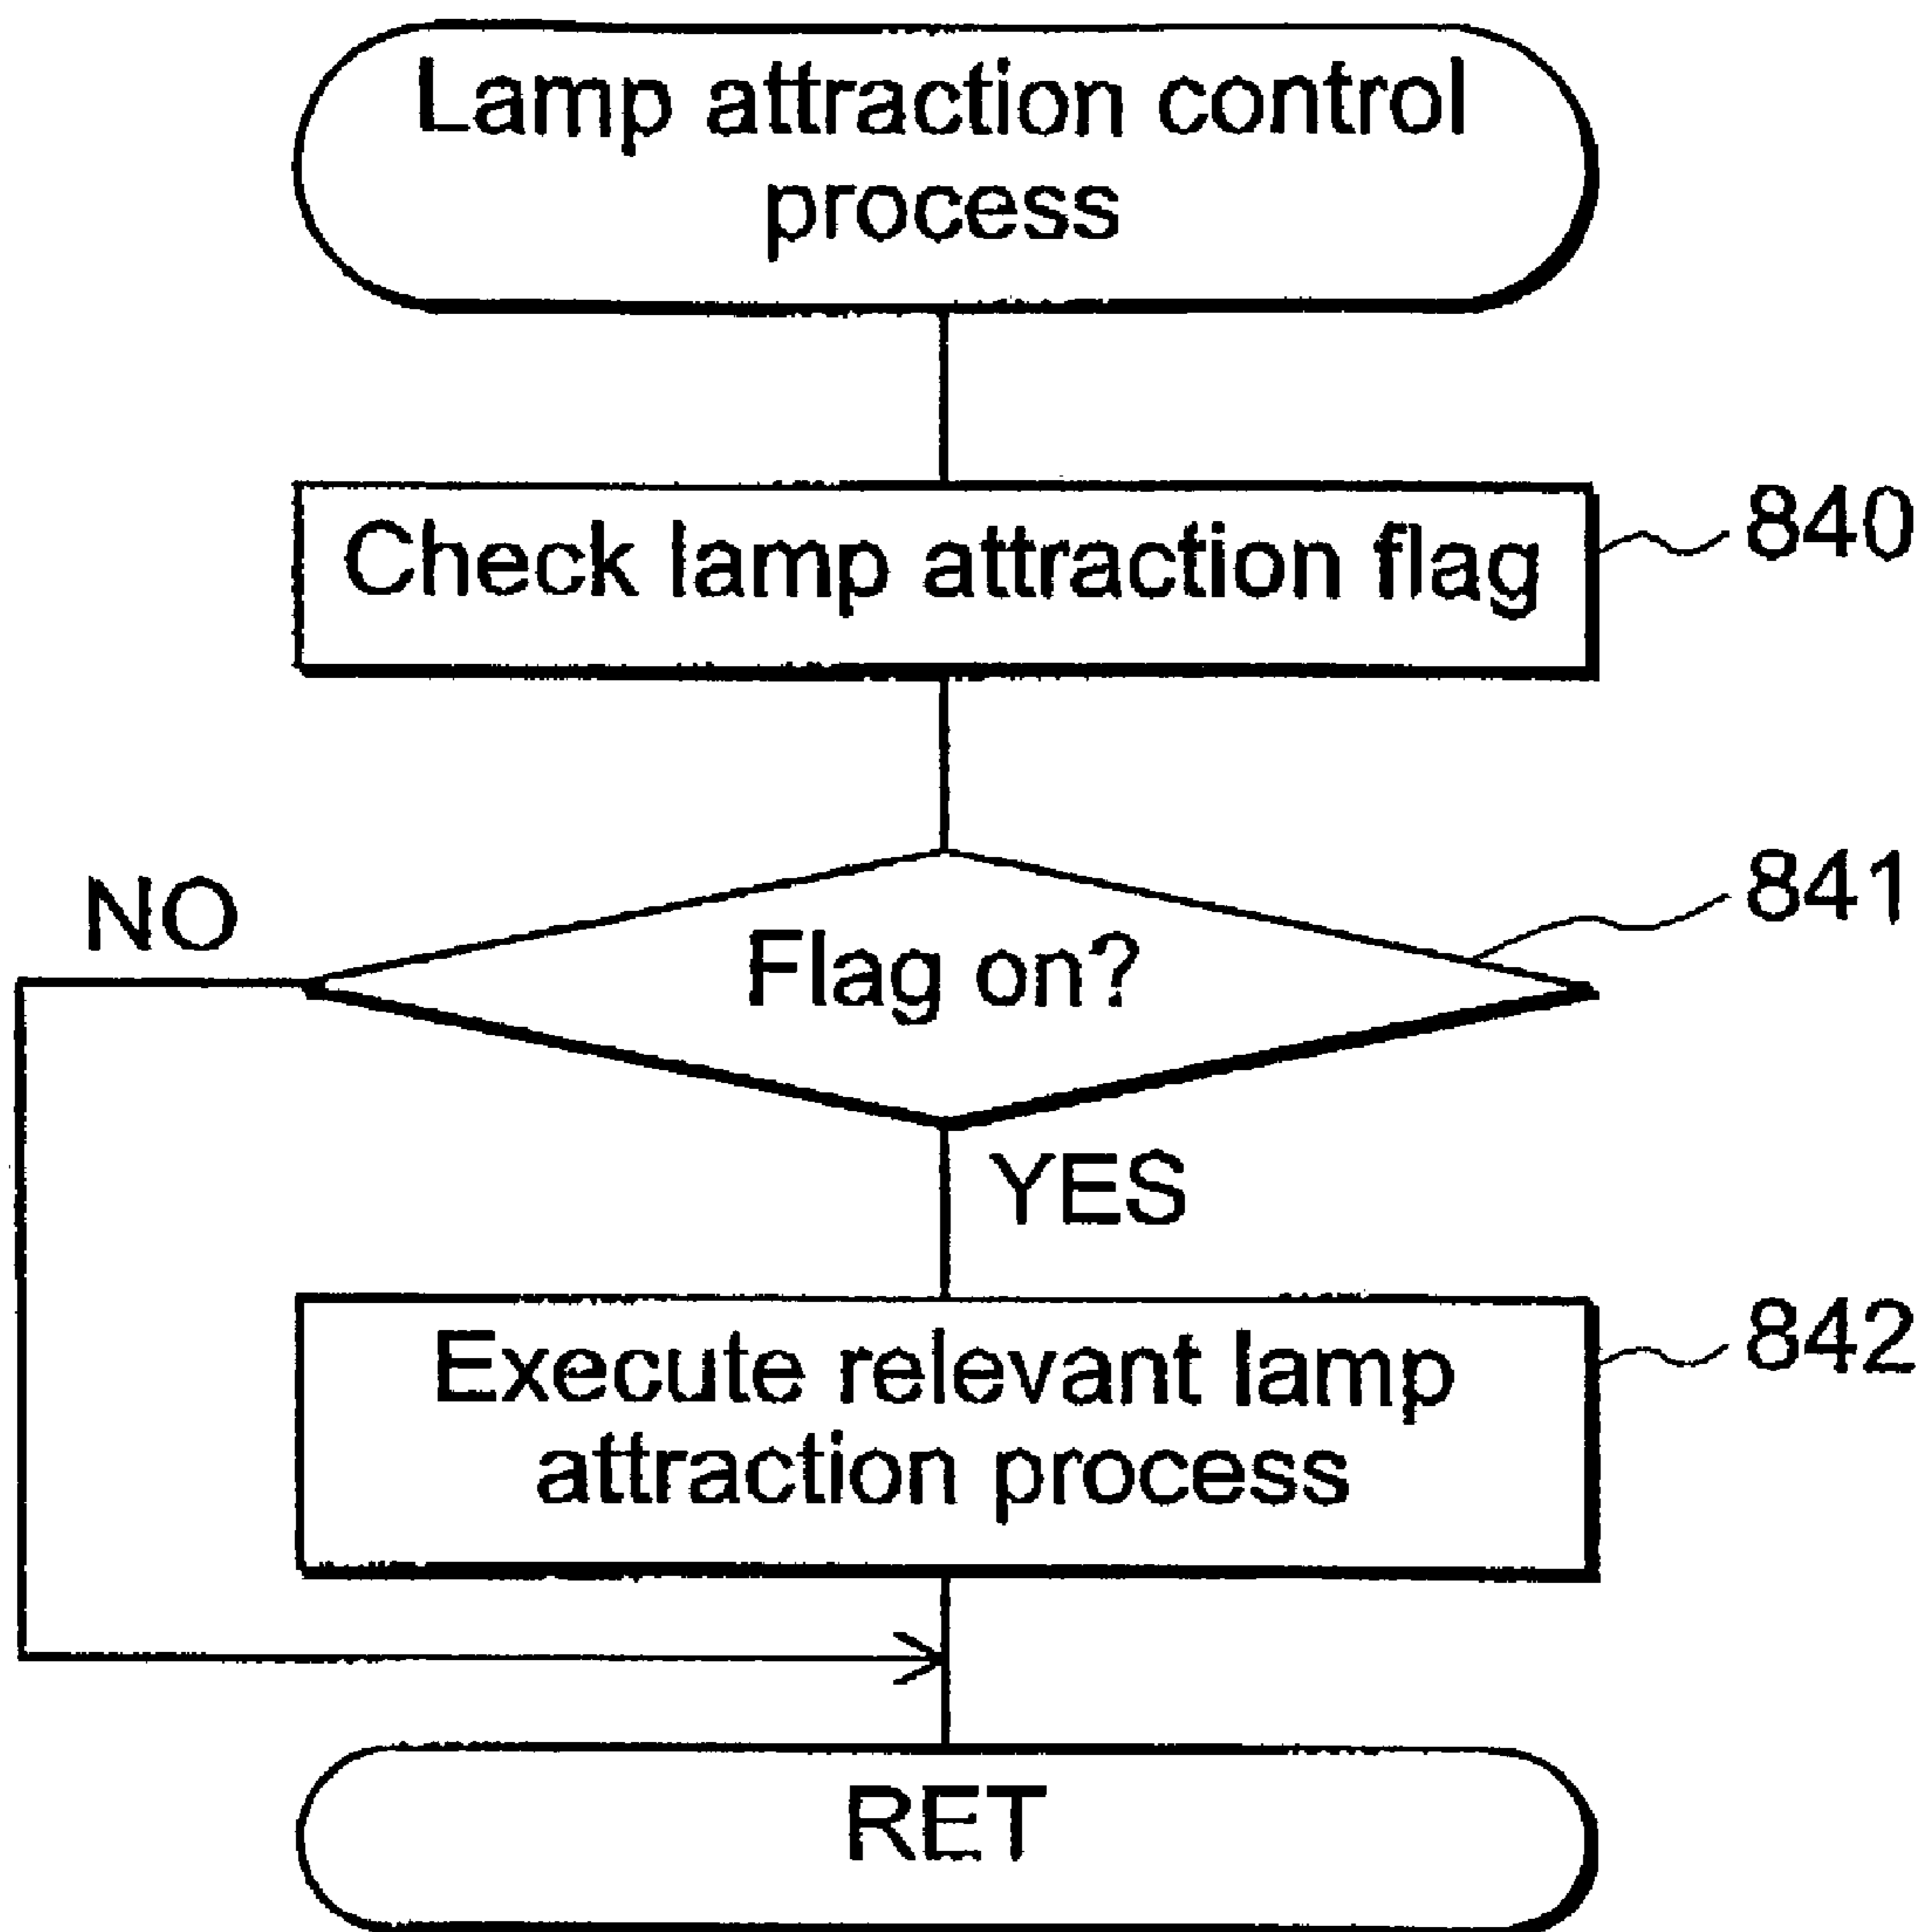 Lamp attraction control
process
Check lamp attraction flag
840
NO
841
Flag on?
YES
Execute relevant lamp
attraction process
842
RET